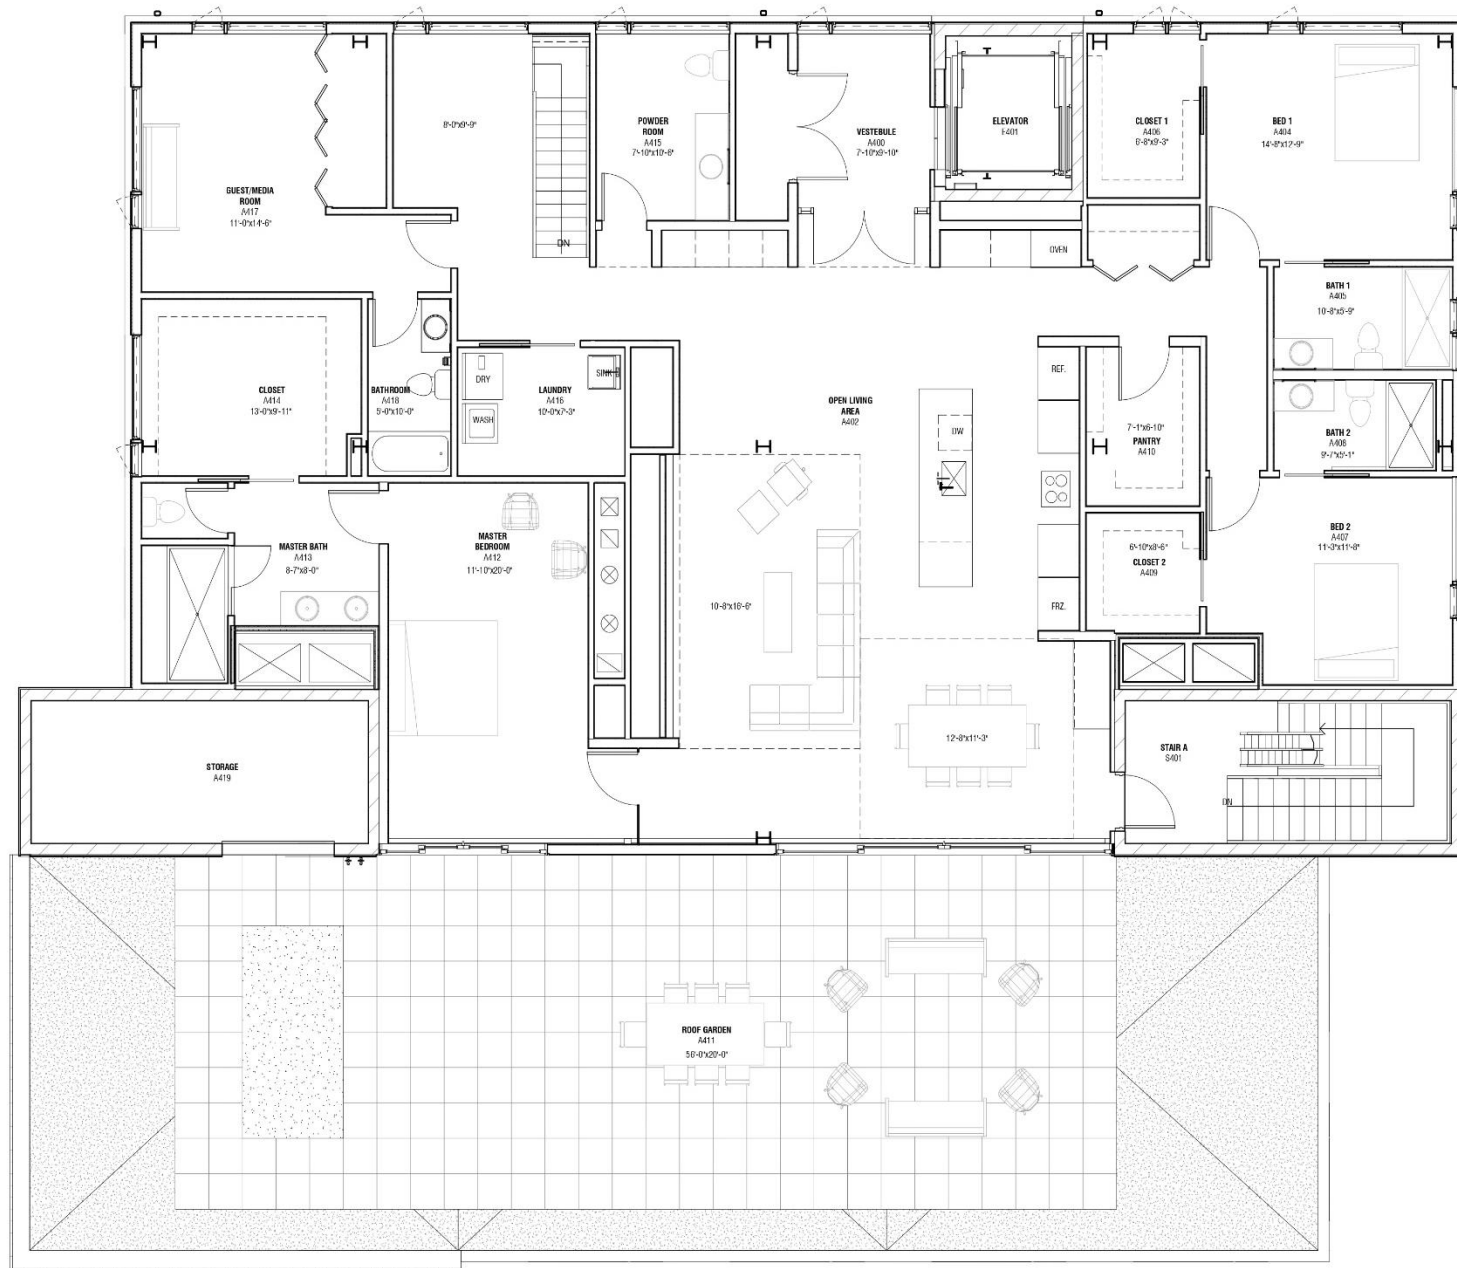 8'-0"x9'-9"
POWDER
ROOM
A415
7'-10"x10'-6"
VESTEBULE
A400
7'-10"x9'-10"
ELEVATOR
E401
CLOSET 1
A406
6'-8"x9'-3"
BED 1
A404
14'-8"x12'-9"
GUEST/MEDIA
ROOM
A417
11'-0"x14'-6"
DN
OVEN
BATH 1
A405
10'-8"x5'-9"
CLOSET
A414
13'-0"x9'-11"
BATHROOM
A418
5'-0"x10'-0"
DRY
WASH
LAUNDRY
A416
10'-0"x7'-3"
SINK
OPEN LIVING
AREA
A402
REF.
DW
7'-1"x6'-10"
PANTRY
A410
BATH 2
A408
9'-7"x5'-1"
MASTER BATH
A413
8'-7"x8'-0"
MASTER
BEDROOM
A412
11'-10"x20'-0"
10'-8"x16'-6"
FRZ.
6'-10"x8'-6"
CLOSET 2
A409
BED 2
A407
11'-3"x11'-8"
12'-8"x11'-3"
STORAGE
A419
STAIR A
S401
DN
ROOF GARDEN
A411
56'-0"x20'-0"